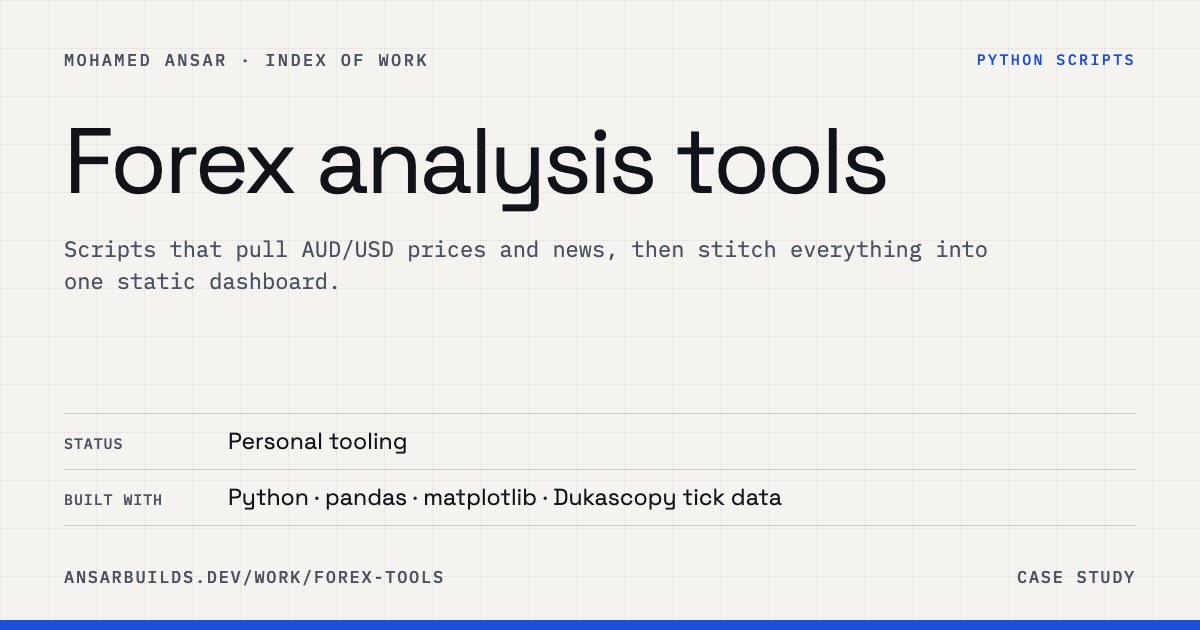 MOHAMED ANSAR · INDEX OF WORK
PYTHON SCRIPTS
Forex analysis tools
Scripts that pull AUD/USD prices and news, then stitch everything into
one static dashboard.
STATUS
Personal tooling
BUILT WITH
Python · pandas · matplotlib · Dukascopy tick data
ANSARBUILDS.DEV/WORK/FOREX-TOOLS
CASE STUDY